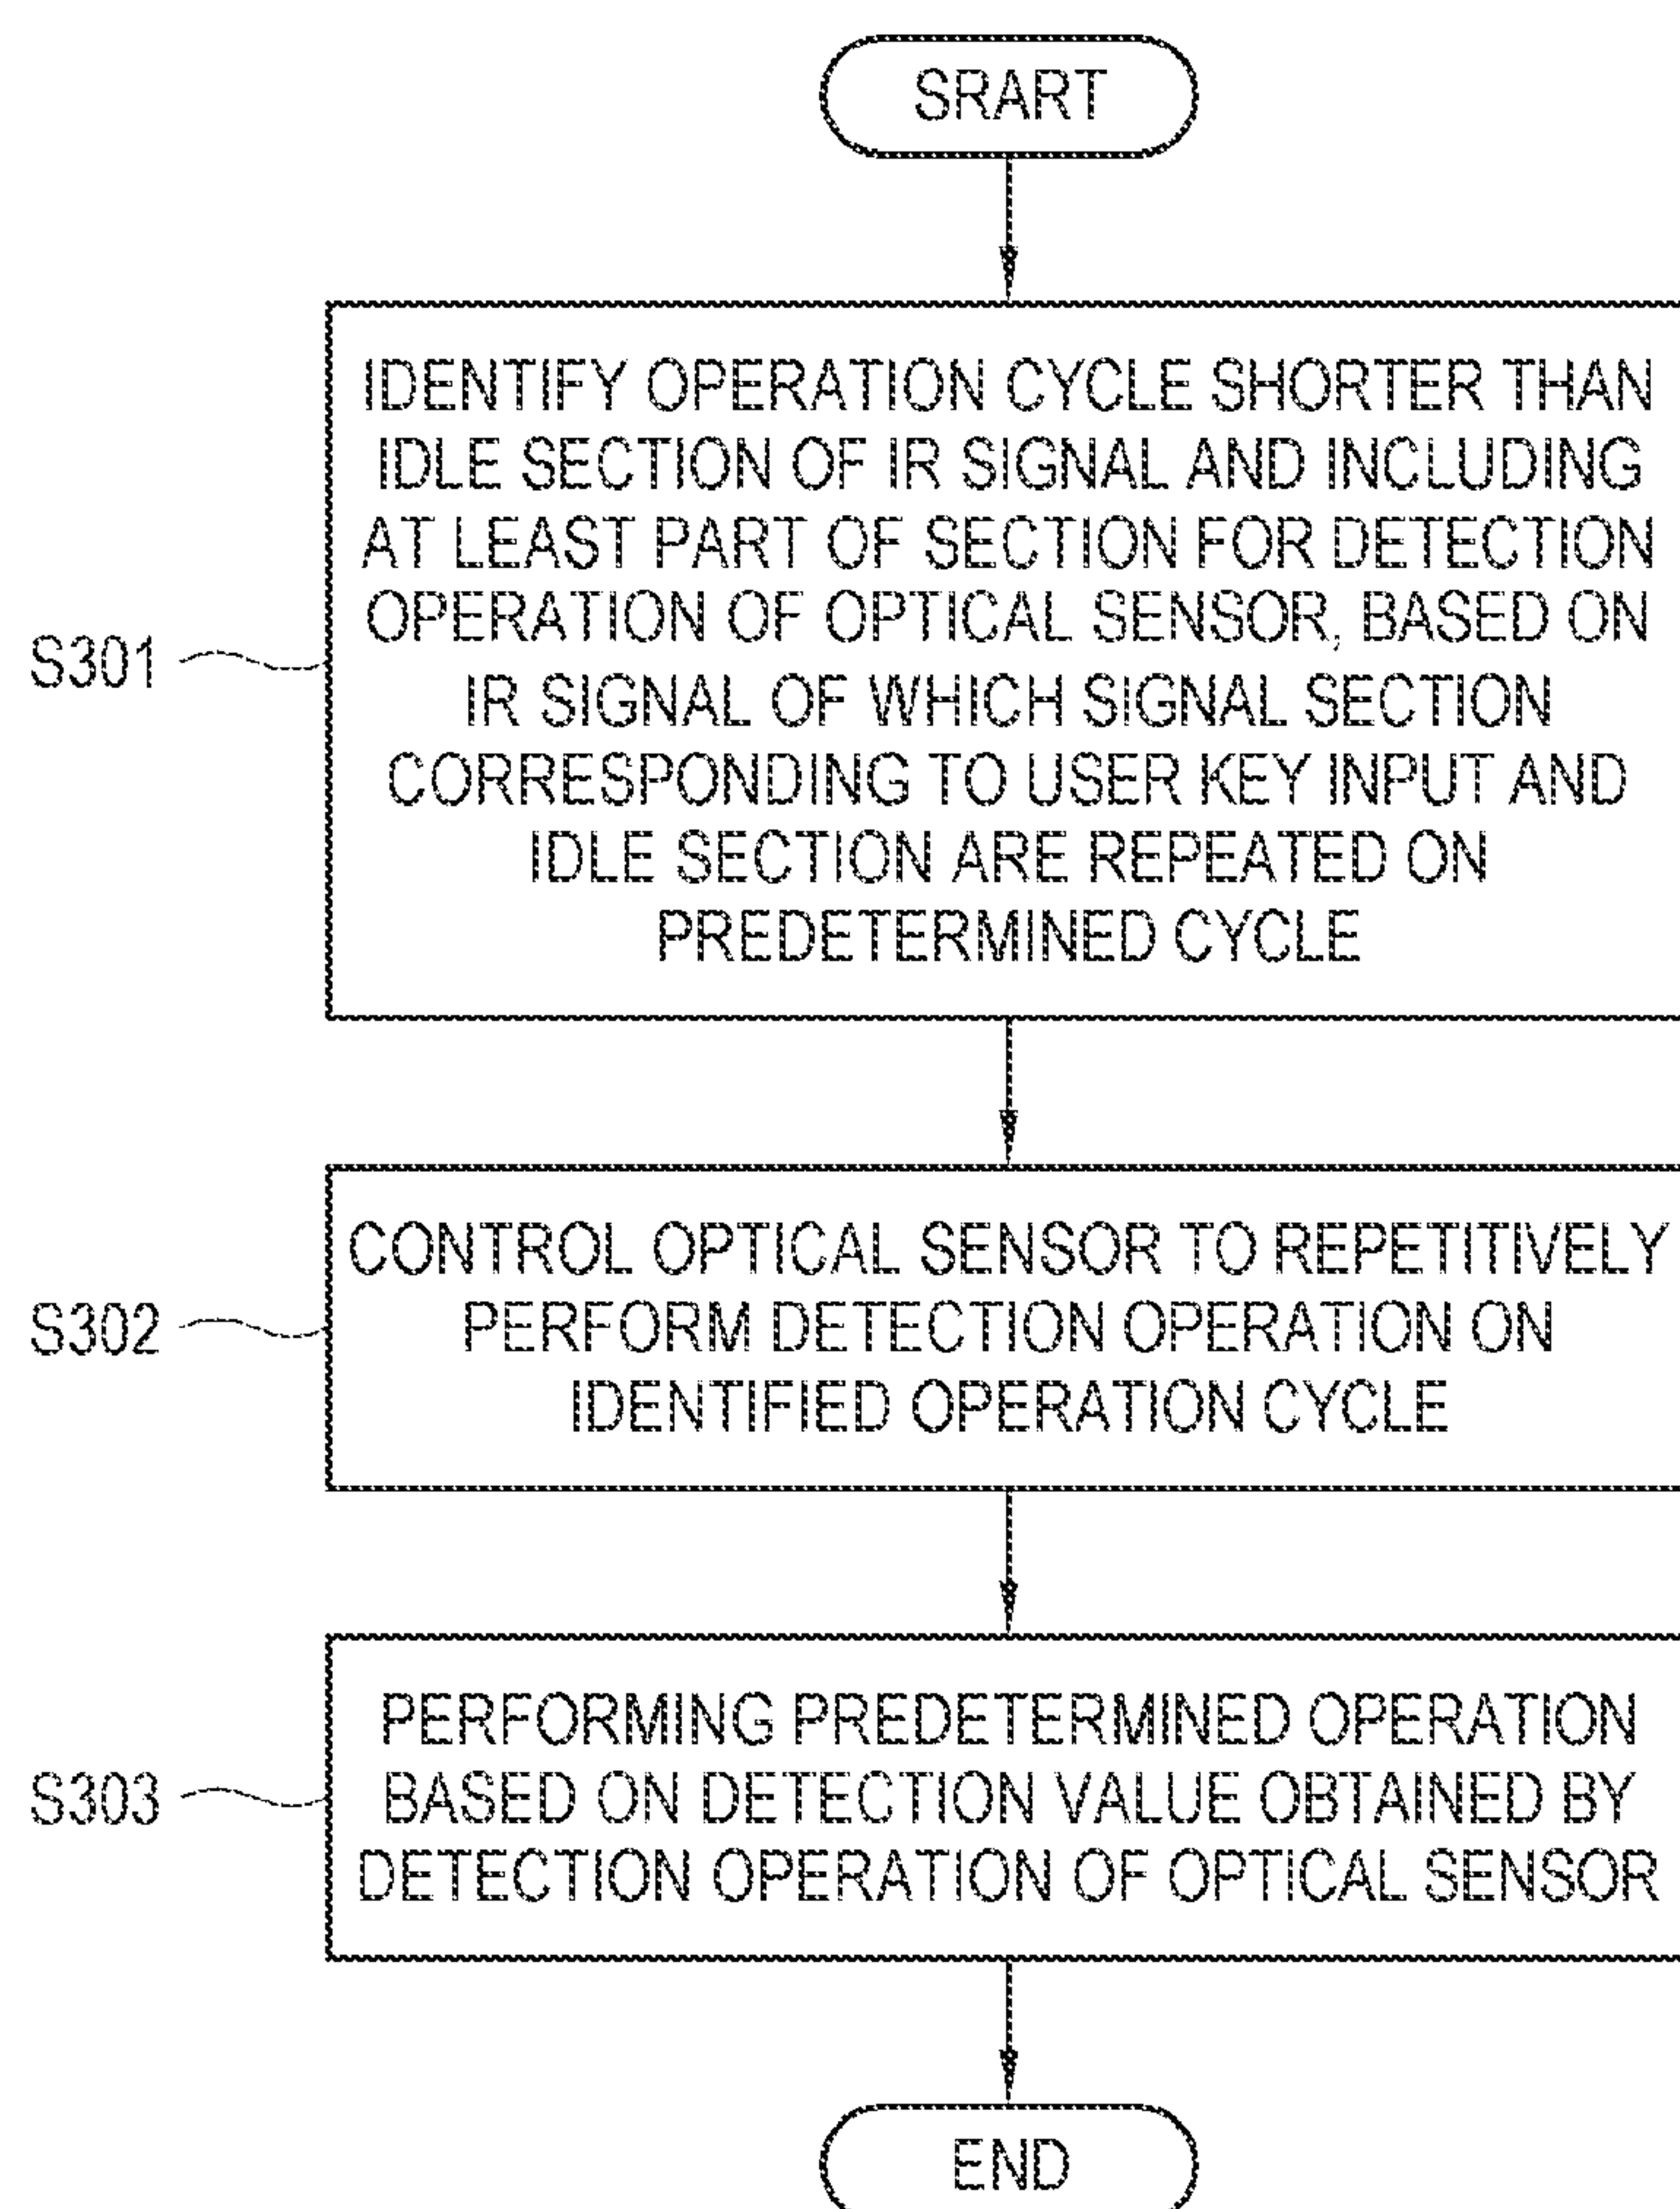 SRART
IDENTIFY OPERATION CYCLE SHORTER THAN
IDLE SECTION OF IR SIGNAL AND INCLUDING
AT LEAST PART OF SECTION FOR DETECTION
OPERATION OF OPTICAL SENSOR, BASED ON
IR SIGNAL OF WHICH SIGNAL SECTION
CORRESPONDING TO USER KEY INPUT AND
IDLE SECTION ARE REPEATED ON
PREDETERMINED CYCLE
S301
CONTROL OPTICAL SENSOR TO REPETITIVELY
PERFORM DETECTION OPERATION ON
IDENTIFIED OPERATION CYCLE
S302
PERFORMING PREDETERMINED OPERATION
BASED ON DETECTION VALUE OBTAINED BY
DETECTION OPERATION OF OPTICAL SENSOR
S303
END